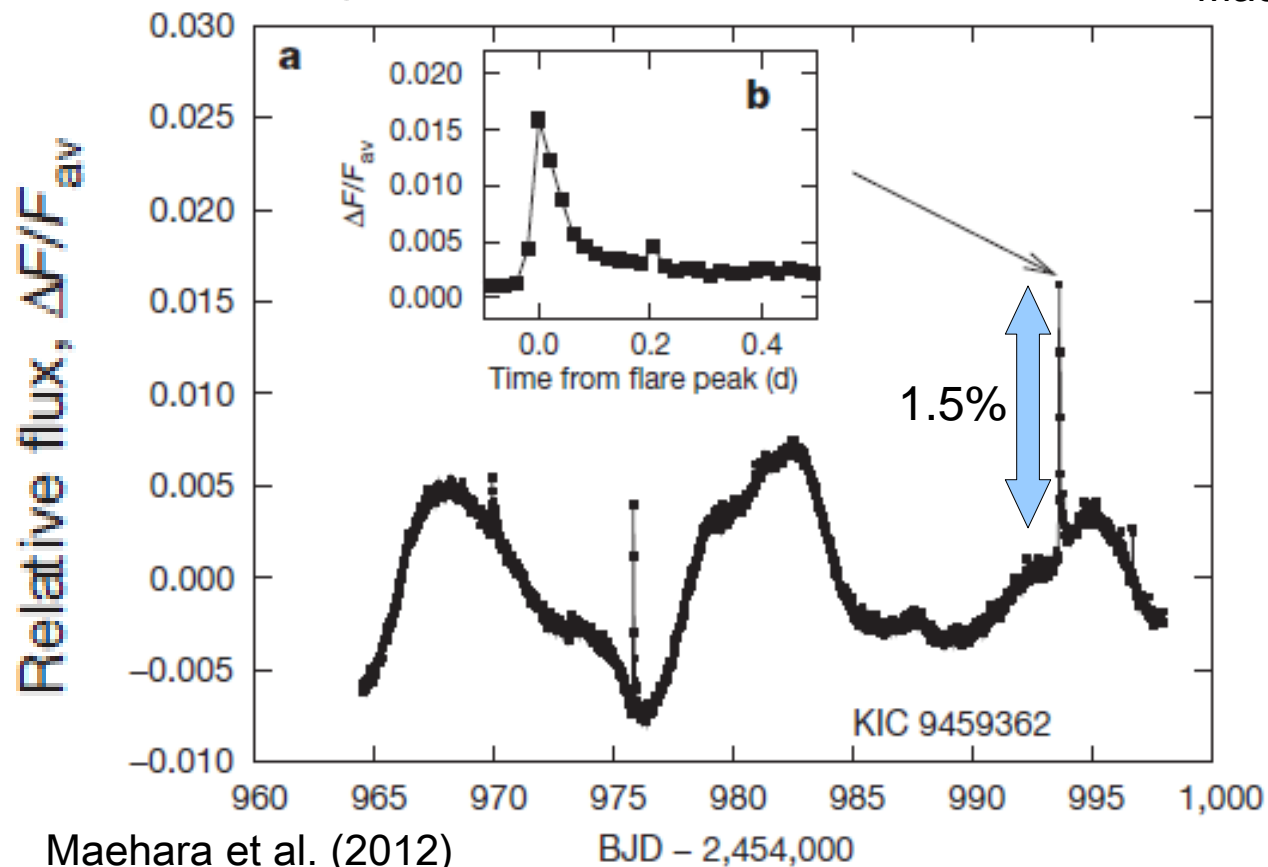 0.030
0.025
0.020
0.015
0.010
0.005
0.000
−0.005
−0.010
Relative flux, ΔF/Fav
a
b
0.020
0.015
0.010
0.005
0.000
ΔF/Fav
0.0 0.2 0.4
Time from flare peak (d)
1.5%
KIC 9459362
960 965 970 975 980 985 990 995 1,000
Maehara et al. (2012)
BJD − 2,454,000